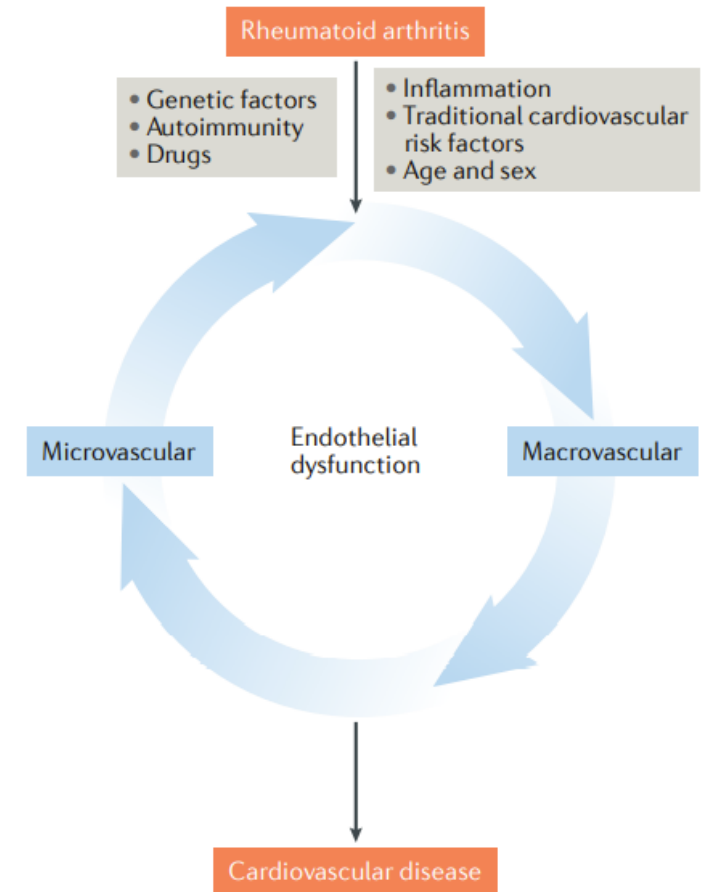 Rheumatoid arthritis
• Genetic factors
• Autoimmunity
• Drugs
• Inflammation
• Traditional cardiovascular
risk factors
• Age and sex
Microvascular
Endothelial
dysfunction
Macrovascular
Cardiovascular disease